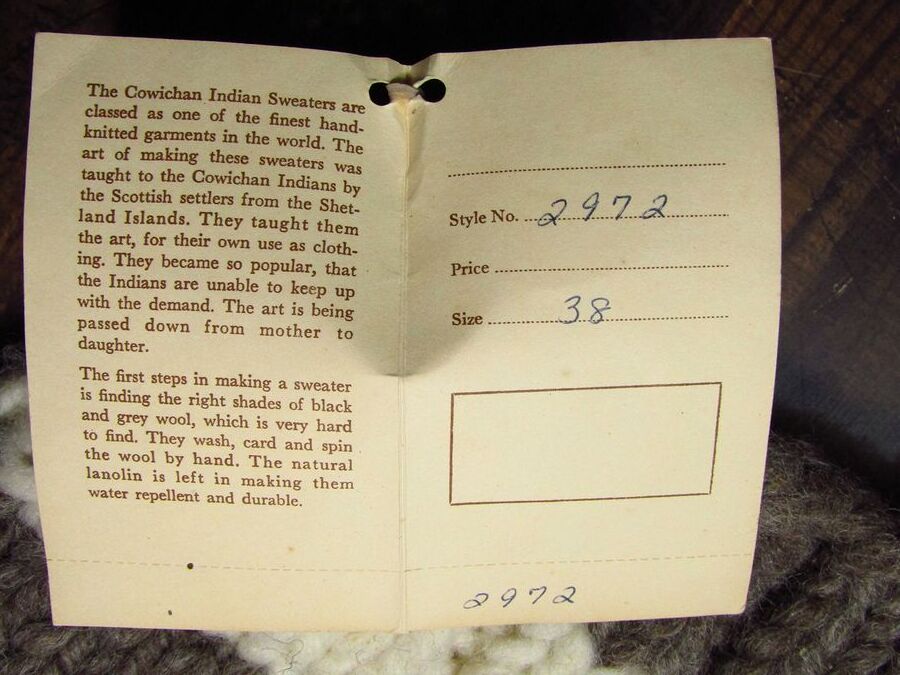 The Cowichan Indian Sweaters are
classed as one of the finest hand-
knitted garments in the world. The
art of making these sweaters was
taught to the Cowichan Indians by
the Scottish settlers from the Shet-
land Islands. They taught them
the art, for their own use as cloth-
ing. They became so popular, that
the Indians are unable to keep up
with the demand. The art is being
passed down from mother to
daughter.
The first steps in making a sweater
is finding the right shades of black
and grey wool, which is very hard
to find. They wash, card and spin
the wool by hand. The natural
lanolin is left in making them
water repellent and durable.
Style No. 2972
Price
Size 38
2972